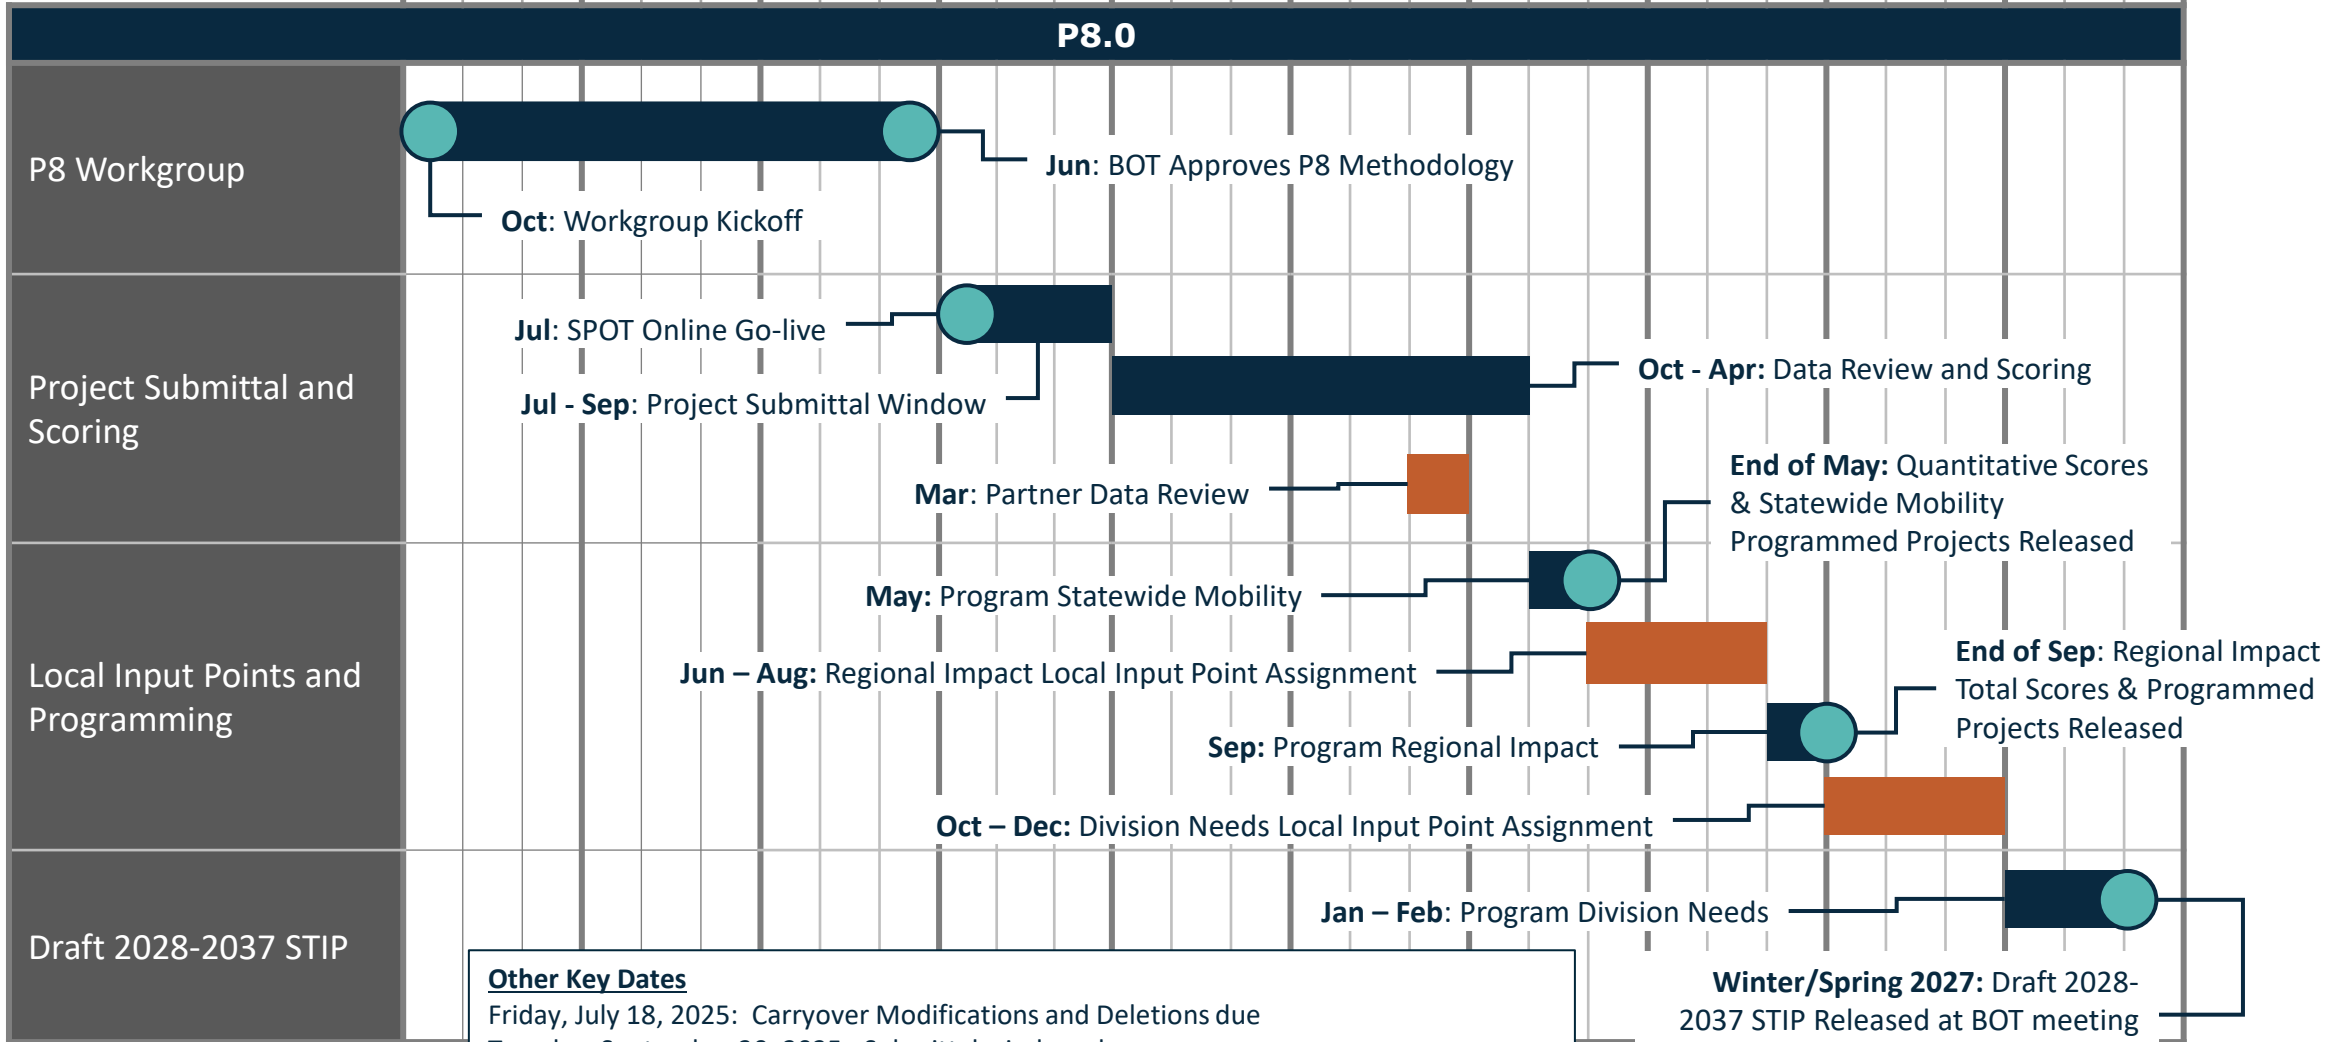 P8.0
P8 Workgroup
Jun: BOT Approves P8 Methodology
Oct: Workgroup Kickoff
Project Submittal and
Scoring
Jul: SPOT Online Go-live
Jul - Sep: Project Submittal Window
Oct - Apr: Data Review and Scoring
Mar: Partner Data Review
End of May: Quantitative Scores
& Statewide Mobility
Programmed Projects Released
Local Input Points and
Programming
May: Program Statewide Mobility
Jun – Aug: Regional Impact Local Input Point Assignment
End of Sep: Regional Impact
Total Scores & Programmed
Projects Released
Sep: Program Regional Impact
Oct – Dec: Division Needs Local Input Point Assignment
Draft 2028-2037 STIP
Jan – Feb: Program Division Needs
Winter/Spring 2027: Draft 2028-
2037 STIP Released at BOT meeting
Other Key Dates
Friday, July 18, 2025: Carryover Modifications and Deletions due